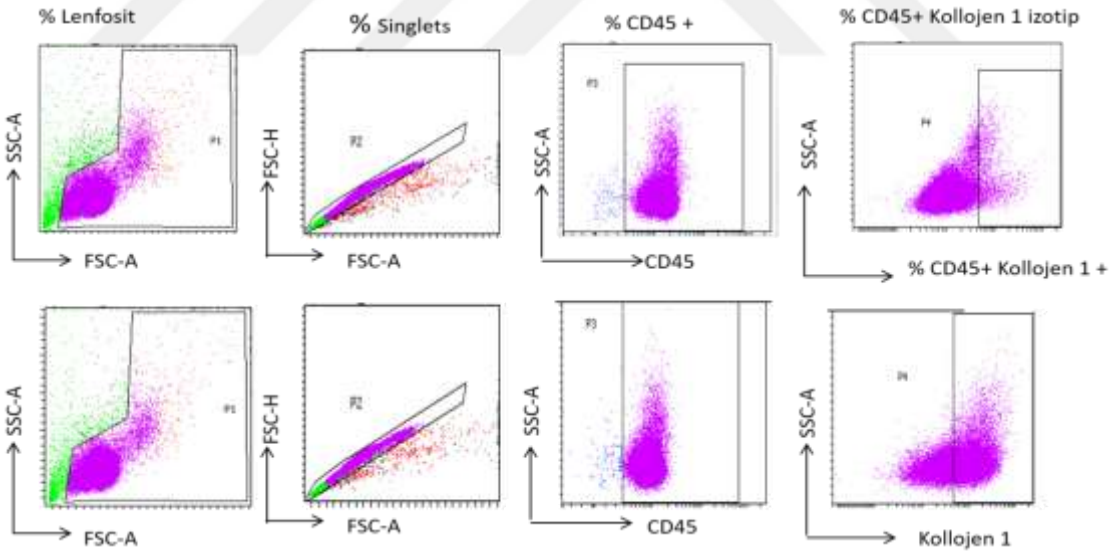 % Lenfosit
% Singlets
% CD45 +
% CD45+ Kollojen 1 izotip
SSC-A
P1
FSC-A
FSC-H
P2
FSC-A
SSC-A
P3
CD45
SSC-A
P4
% CD45+ Kollojen 1 +
SSC-A
P1
FSC-A
FSC-H
P2
FSC-A
SSC-A
P3
CD45
SSC-A
P4
Kollojen 1